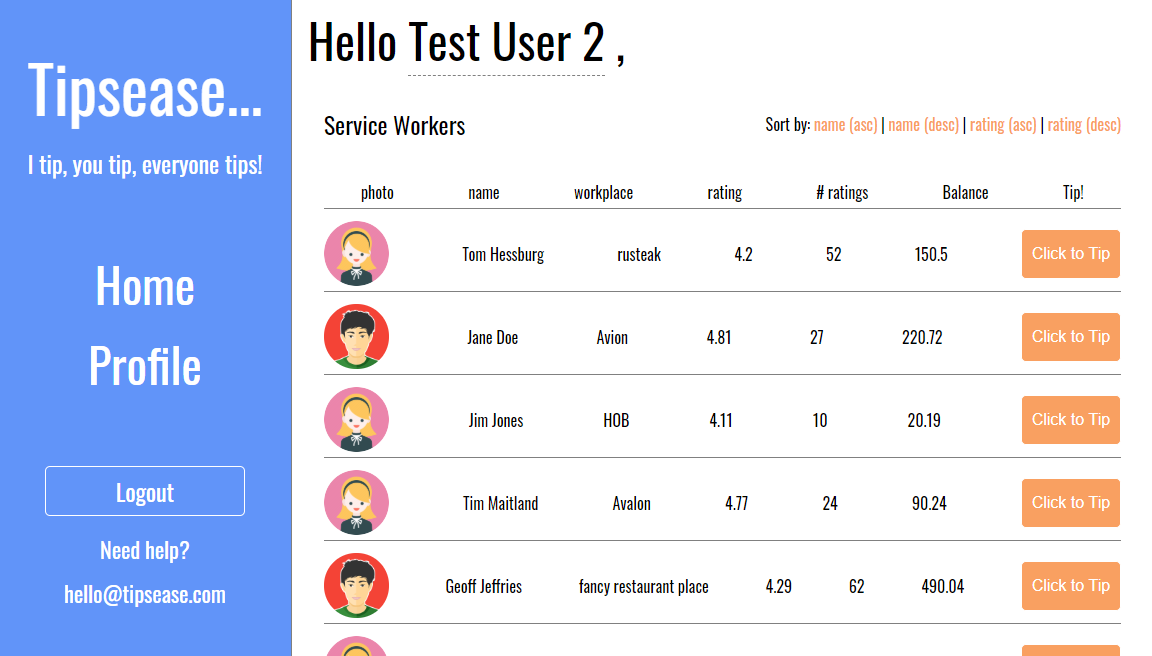 Tipsease...
I tip, you tip, everyone tips!
Home
Profile
Logout
Need help?
hello@tipsease.com
Hello Test User 2 ,
Service Workers
Sort by: name (asc) | name (desc) | rating (asc) | rating (desc)
photo name workplace rating # ratings Balance Tip!
Tom Hessburg rusteak 4.2 52 150.5 Click to Tip
Jane Doe Avion 4.81 27 220.72 Click to Tip
Jim Jones HOB 4.11 10 20.19 Click to Tip
Tim Maitland Avalon 4.77 24 90.24 Click to Tip
Geoff Jeffries fancy restaurant place 4.29 62 490.04 Click to Tip